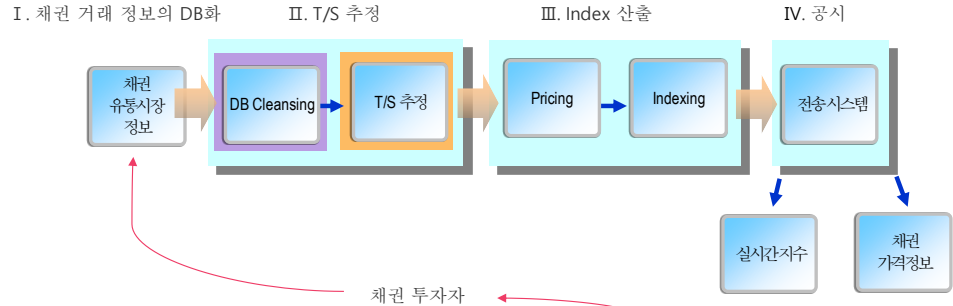 Ⅰ. 채권 거래 정보의 DB화
Ⅱ. T/S 추정
Ⅲ. Index 산출
Ⅳ. 공시
채권
유통시장
정보
DB Cleansing
T/S 추정
Pricing
Indexing
전송시스템
실시간지수
채권
가격정보
채권 투자자